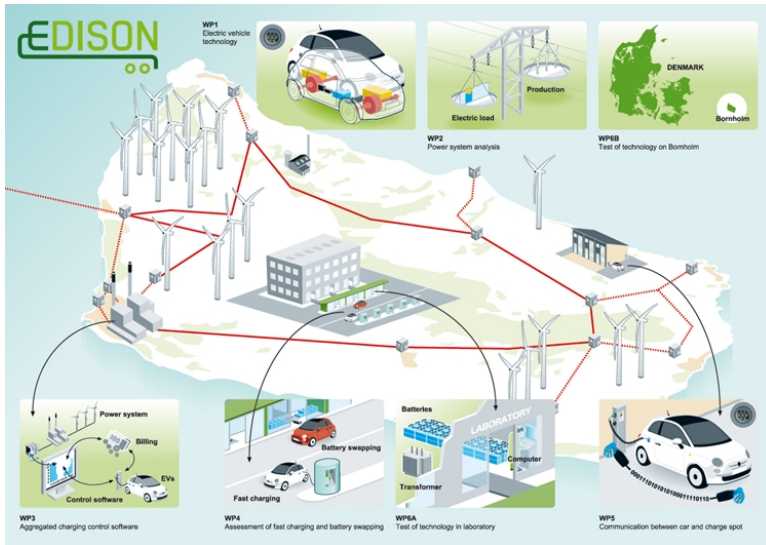 EDISON
WP1
Electric vehicle
technology
Electric load
Production
WP2
Power system analysis
DENMARK
Bornholm
WP6B
Test of technology on Bornholm
Power system
Billing
EVs
Control software
WP3
Aggregated charging control software
Battery swapping
Fast charging
WP4
Assessment of fast charging and battery swapping
LABORATORY
Batteries
Computer
Transformer
WP6A
Test of technology in laboratory
WP5
Communication between car and charge spot